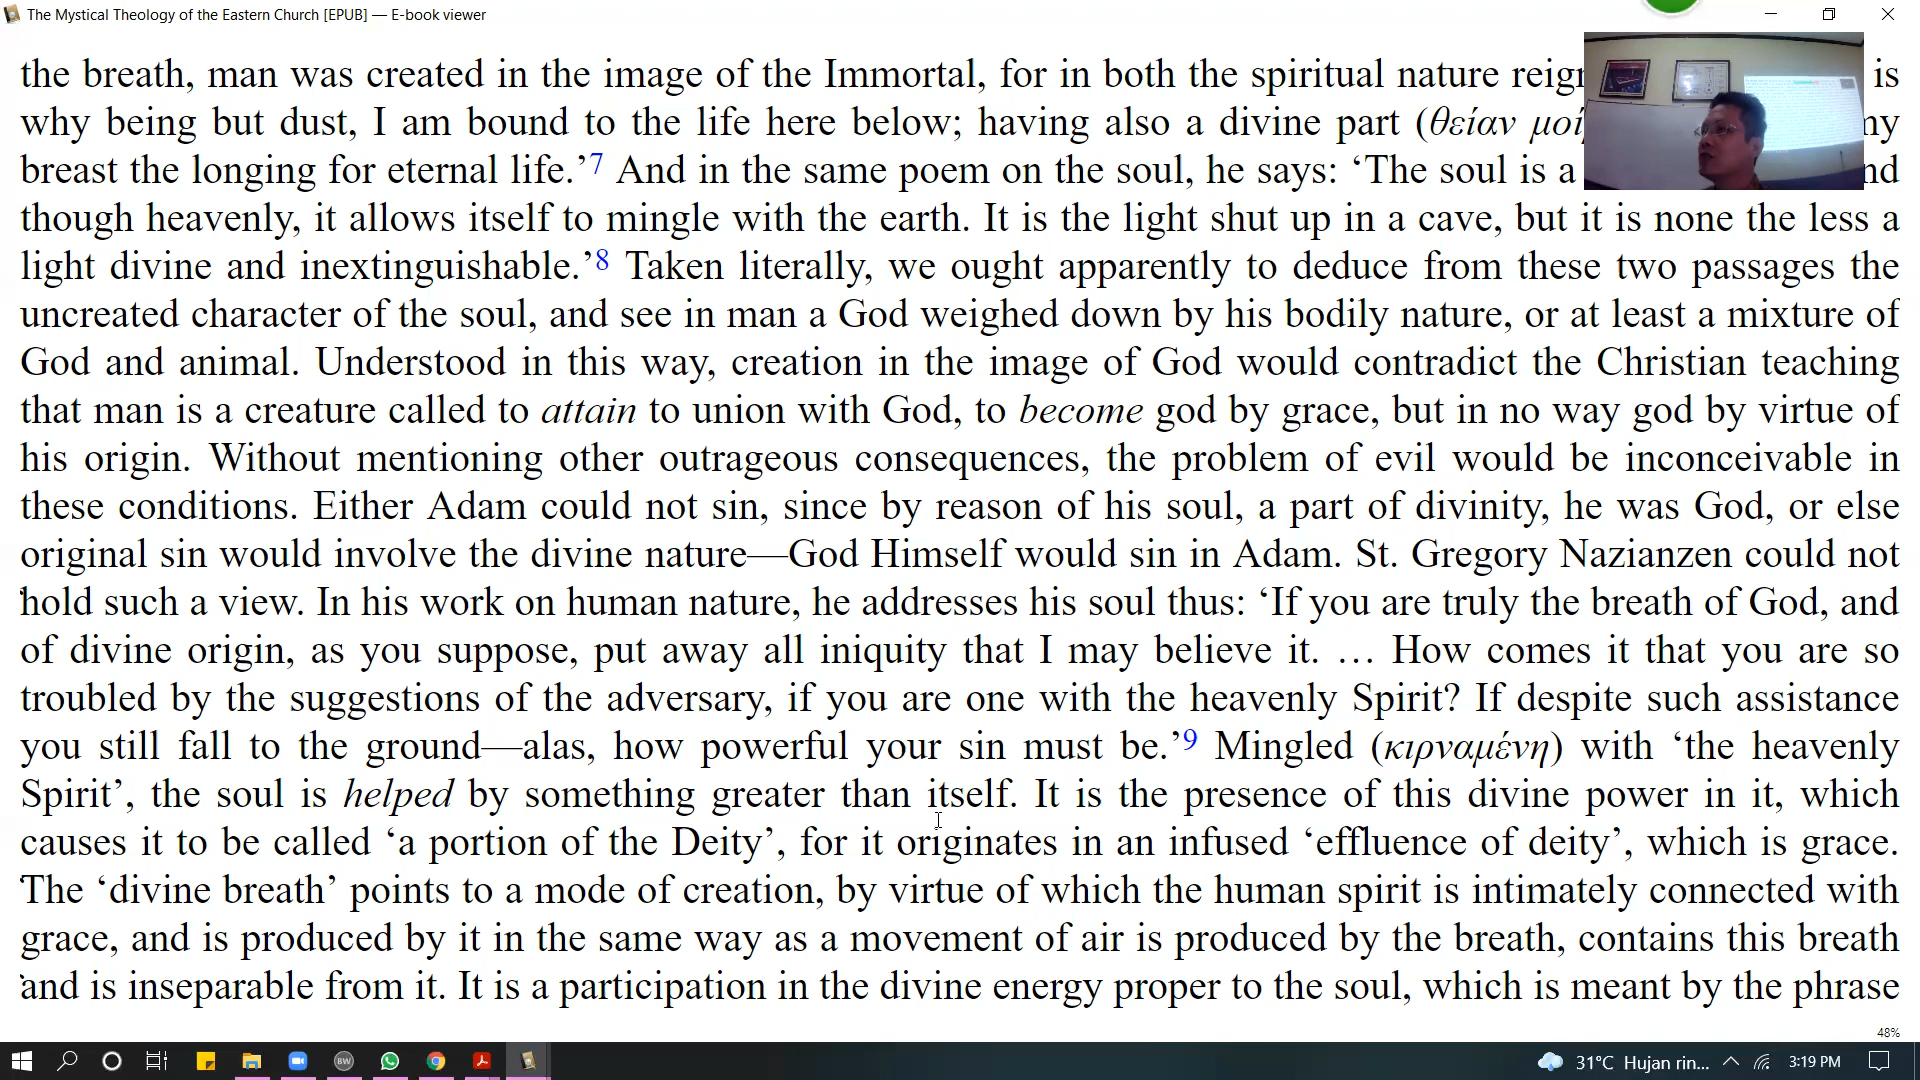 The Mystical Theology of the Eastern Church [EPUB] — E-book viewer
the breath, man was created in the image of the Immortal, for in both the spiritual nature is
why being but dust, I am bound to the life here below; having also a divine part (θείαν
breast the longing for eternal life.’7 And in the same poem on the soul, he says: ‘The soul is a
though heavenly, it allows itself to mingle with the earth. It is the light shut up in a cave, but it is none the less a
light divine and inextinguishable.’8 Taken literally, we ought apparently to deduce from these two passages the
uncreated character of the soul, and see in man a God weighed down by his bodily nature, or at least a mixture of
God and animal. Understood in this way, creation in the image of God would contradict the Christian teaching
that man is a creature called to attain to union with God, to become god by grace, but in no way god by virtue of
his origin. Without mentioning other outrageous consequences, the problem of evil would be inconceivable in
these conditions. Either Adam could not sin, since by reason of his soul, a part of divinity, he was God, or else
original sin would involve the divine nature—God Himself would sin in Adam. St. Gregory Nazianzen could not
hold such a view. In his work on human nature, he addresses his soul thus: ‘If you are truly the breath of God, and
of divine origin, as you suppose, put away all iniquity that I may believe it. … How comes it that you are so
troubled by the suggestions of the adversary, if you are one with the heavenly Spirit? If despite such assistance
you still fall to the ground—alas, how powerful your sin must be.’9 Mingled (κιρναμένη) with ‘the heavenly
Spirit’, the soul is helped by something greater than itself. It is the presence of this divine power in it, which
causes it to be called ‘a portion of the Deity’, for it originates in an infused ‘effluence of deity’, which is grace.
The ‘divine breath’ points to a mode of creation, by virtue of which the human spirit is intimately connected with
grace, and is produced by it in the same way as a movement of air is produced by the breath, contains this breath
and is inseparable from it. It is a participation in the divine energy proper to the soul, which is meant by the phrase
48%
BW
31°C Hujan rin... 3:19 PM